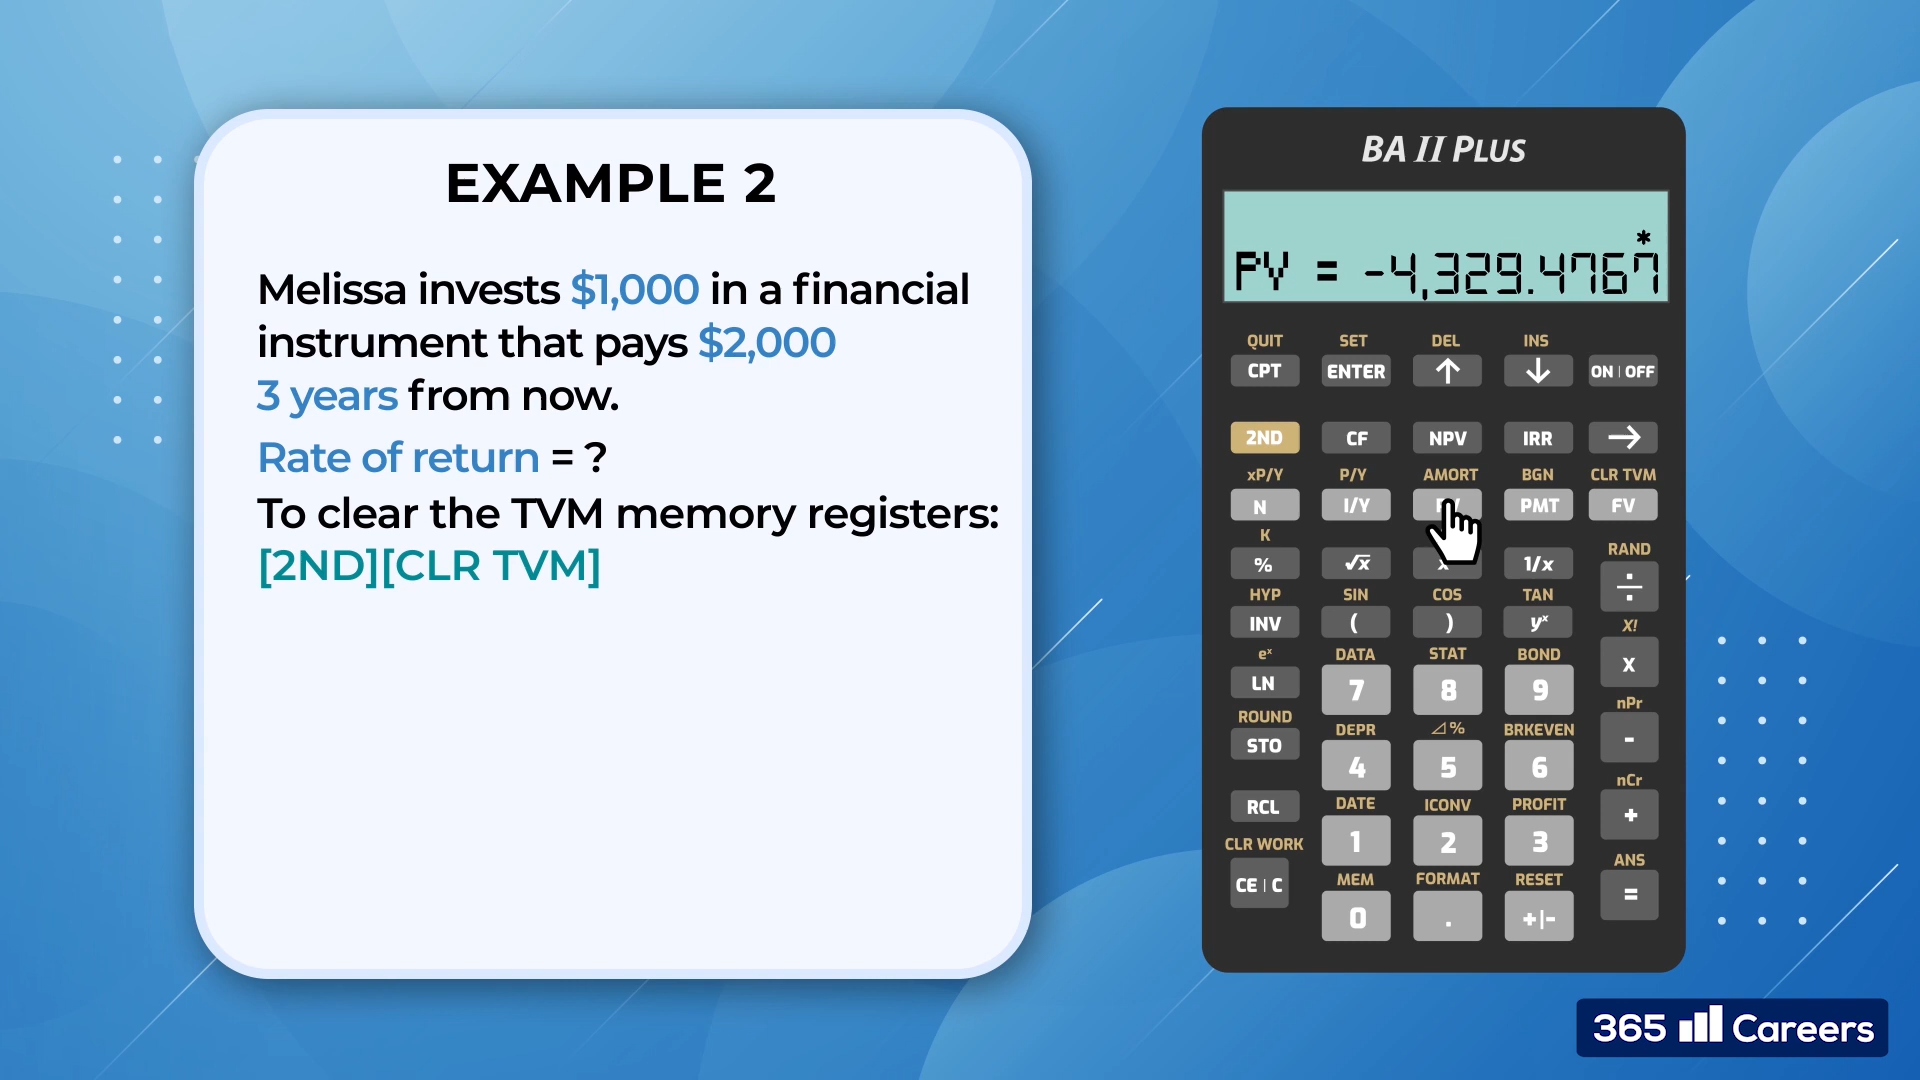 EXAMPLE 2
Melissa invests $1,000 in a financial
instrument that pays $2,000
3 years from now.
Rate of return = ?
To clear the TVM memory registers:
[2ND][CLR TVM]
BA II PLUS
*
PV = -4,329.4767
QUIT SET DEL INS
CPT ENTER ↑ ↓ ON | OFF
2ND CF NPV IRR →
xP/Y P/Y AMORT BGN CLR TVM
N I/Y PMT FV
K
% √x 1/x
RAND
÷
HYP SIN COS TAN
INV ( ) yˣ
X!
x
eˣ DATA STAT BOND
LN 7 8 9
nPr
-
ROUND DEPR ⊿% BRKEVEN
STO 4 5 6
nCr
+
DATE ICONV PROFIT
RCL 1 2 3
CLR WORK
ANS
=
MEM FORMAT RESET
CE | C 0 . +|-
365 Careers